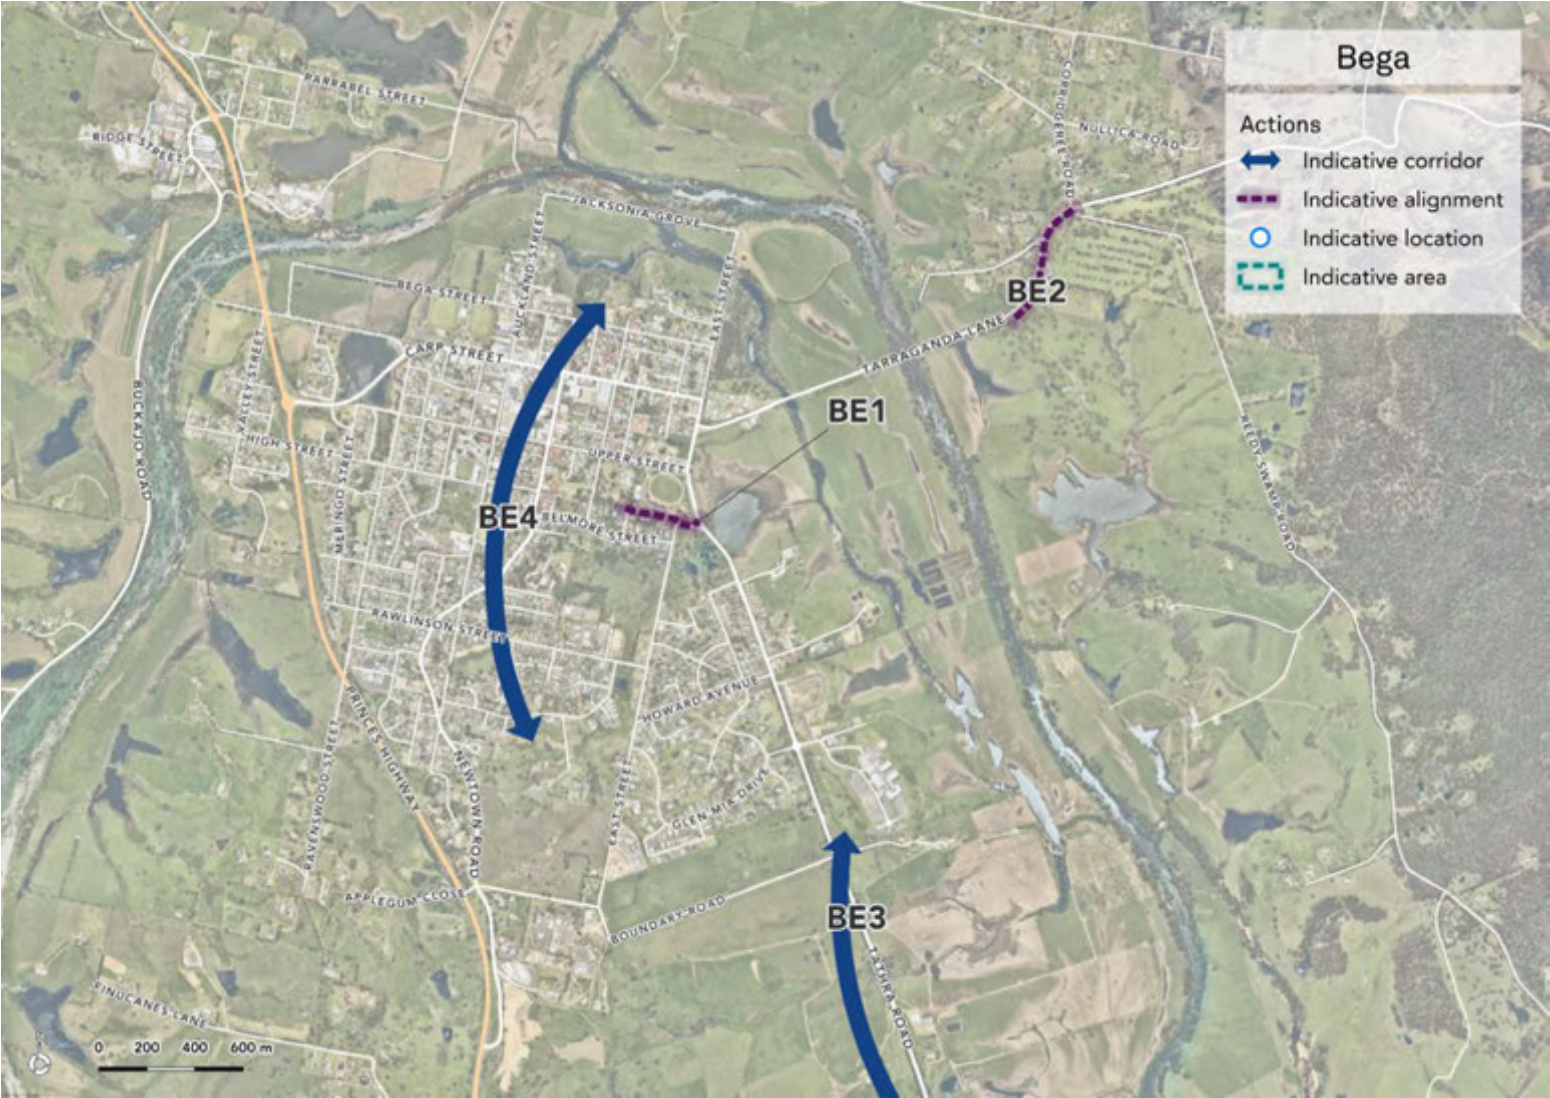 Bega
Actions
Indicative corridor
Indicative alignment
Indicative location
Indicative area
PARRABEL STREET
RIDGE STREET
CORRIDGEREE ROAD
NULLICA ROAD
JACKSONIA GROVE
AUCKLAND STREET
BEGA STREET
EAST STREET
BE2
TARRAGANDA LANE
CARP STREET
VALLEY STREET
BUCKAJO ROAD
BE1
HIGH STREET
UPPER STREET
MERINGO STREET
REEDY SWAMP ROAD
BE4
BELMORE STREET
RAWLINSON STREET
HOWARD AVENUE
PRINCES HIGHWAY
RAVENSWOOD STREET
NEWTOWN ROAD
EAST STREET
GLEN MIA DRIVE
APPLEGUM CLOSE
BOUNDARY ROAD
BE3
TATHRA ROAD
FINUCANES LANE
0 200 400 600 m